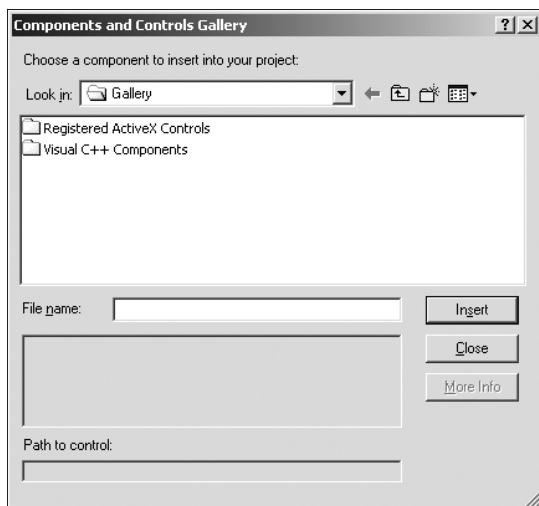 Components and Controls Gallery
Choose a component to insert into your project:
Look in: Gallery
Registered ActiveX Controls
Visual C++ Components
File name:
Insert
Close
More Info
Path to control: